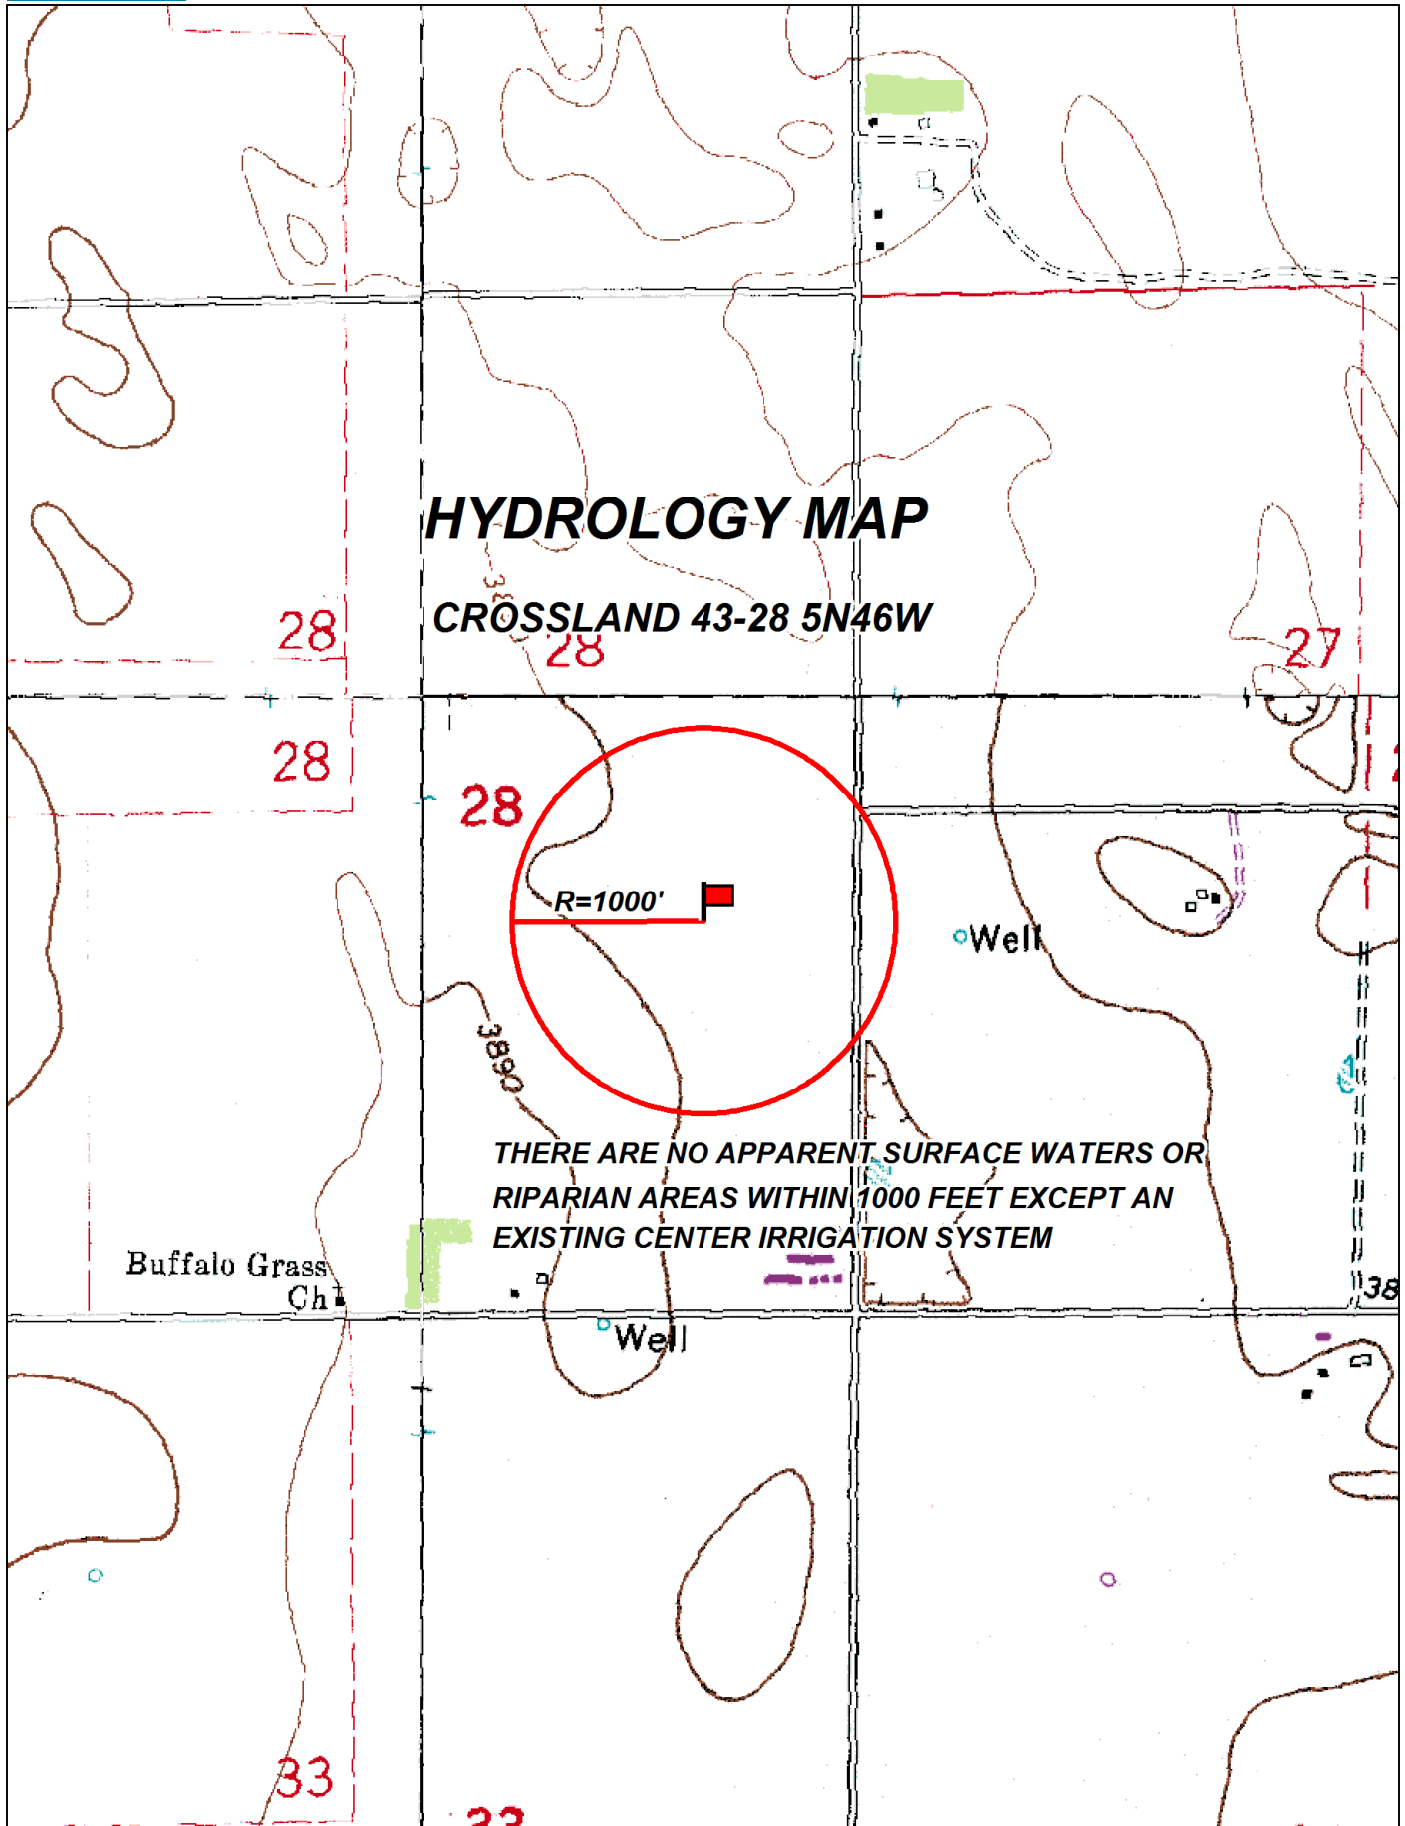 HYDROLOGY MAP
CROSSLAND 43-28 5N46W
28
28
27
28
28
R=1000'
Well
3890
THERE ARE NO APPARENT SURFACE WATERS OR
RIPARIAN AREAS WITHIN 1000 FEET EXCEPT AN
EXISTING CENTER IRRIGATION SYSTEM
Buffalo Grass
Ch
38
Well
33
33